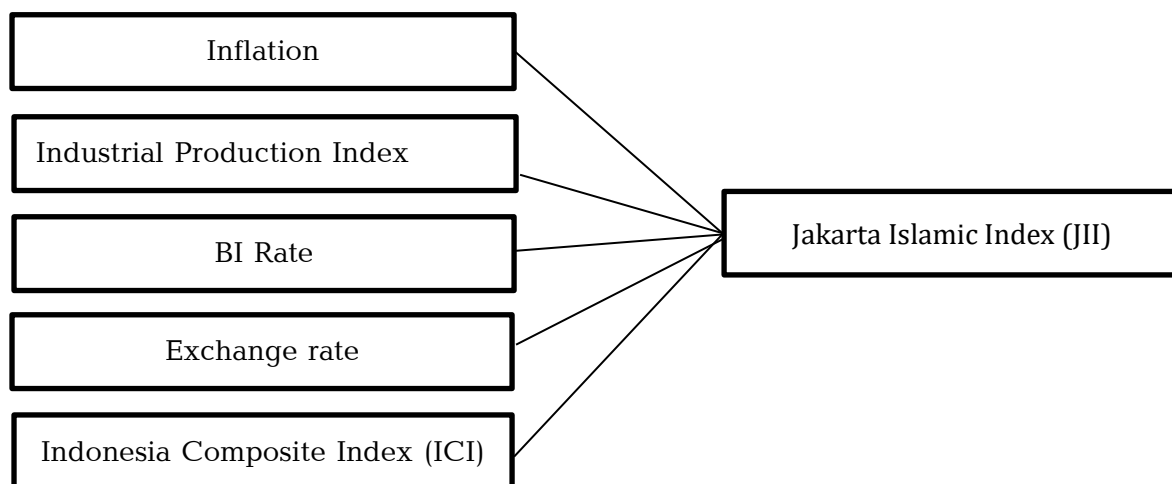 Inflation
Industrial Production Index
BI Rate
Exchange rate
Indonesia Composite Index (ICI)
Jakarta Islamic Index (JII)